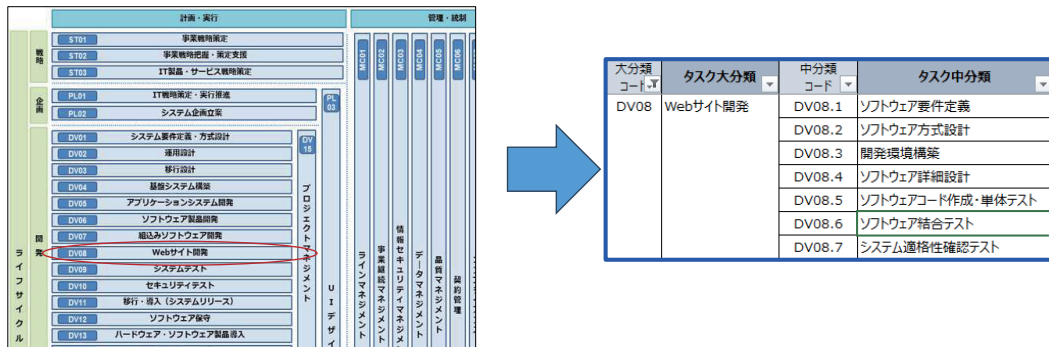 計画・実行
管理・統制
ライフサイクル
戦略
ST01 事業戦略策定
ST02 事業戦略把握・策定支援
ST03 IT製品・サービス戦略策定
企画
PL01 IT戦略策定・実行推進
PL02 システム企画立案
開発
DV01 システム要件定義・方式設計
DV02 運用設計
DV03 移行設計
DV04 基盤システム構築
DV05 アプリケーションシステム開発
DV06 ソフトウェア製品開発
DV07 組込みソフトウェア開発
DV08 Webサイト開発
DV09 システムテスト
DV10 セキュリティテスト
DV11 移行・導入(システムリリース)
DV12 ソフトウェア保守
DV13 ハードウェア・ソフトウェア製品導入
DV15 プロジェクトマネジメント
PL03 UIデザイ
MC01 ラインマネジメント
MC02 事業継続マネジメント
MC03 情報セキュリティマネジメ
MC04 データマネジメント
MC05 品質マネジメント
MC06 契約管理
大分類コード タスク大分類 中分類コード タスク中分類
DV08 Webサイト開発 DV08.1 ソフトウェア要件定義
DV08.2 ソフトウェア方式設計
DV08.3 開発環境構築
DV08.4 ソフトウェア詳細設計
DV08.5 ソフトウェアコード作成・単体テスト
DV08.6 ソフトウェア結合テスト
DV08.7 システム適格性確認テスト